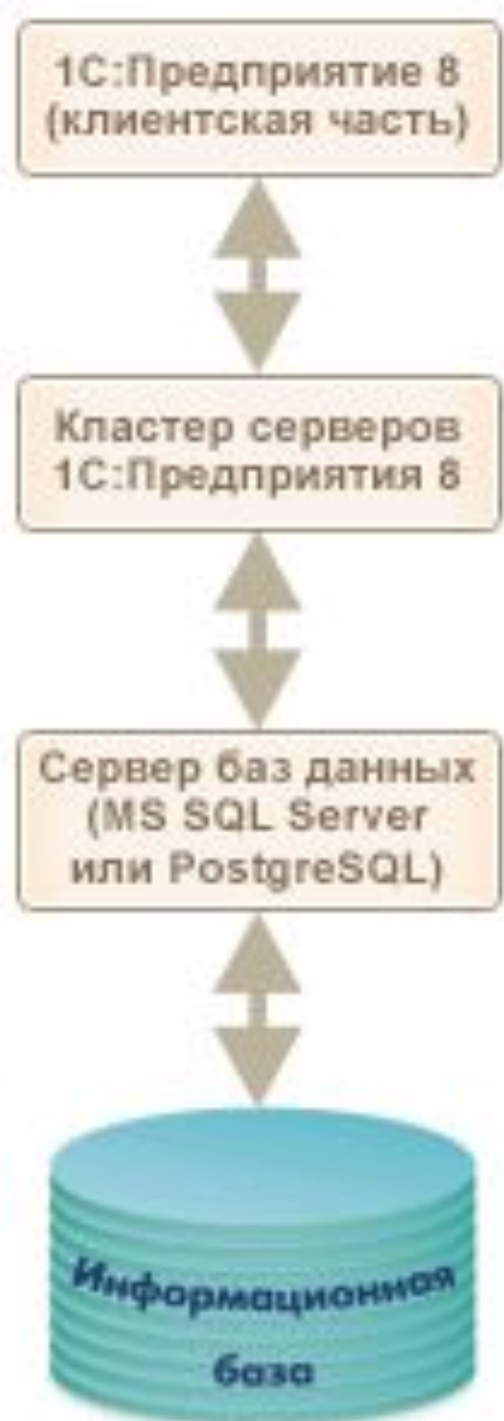 1С:Предприятие 8
(клиентская часть)
Кластер серверов
1С:Предприятия 8
Сервер баз данных
(MS SQL Server
или PostgreSQL)
Информационная
база